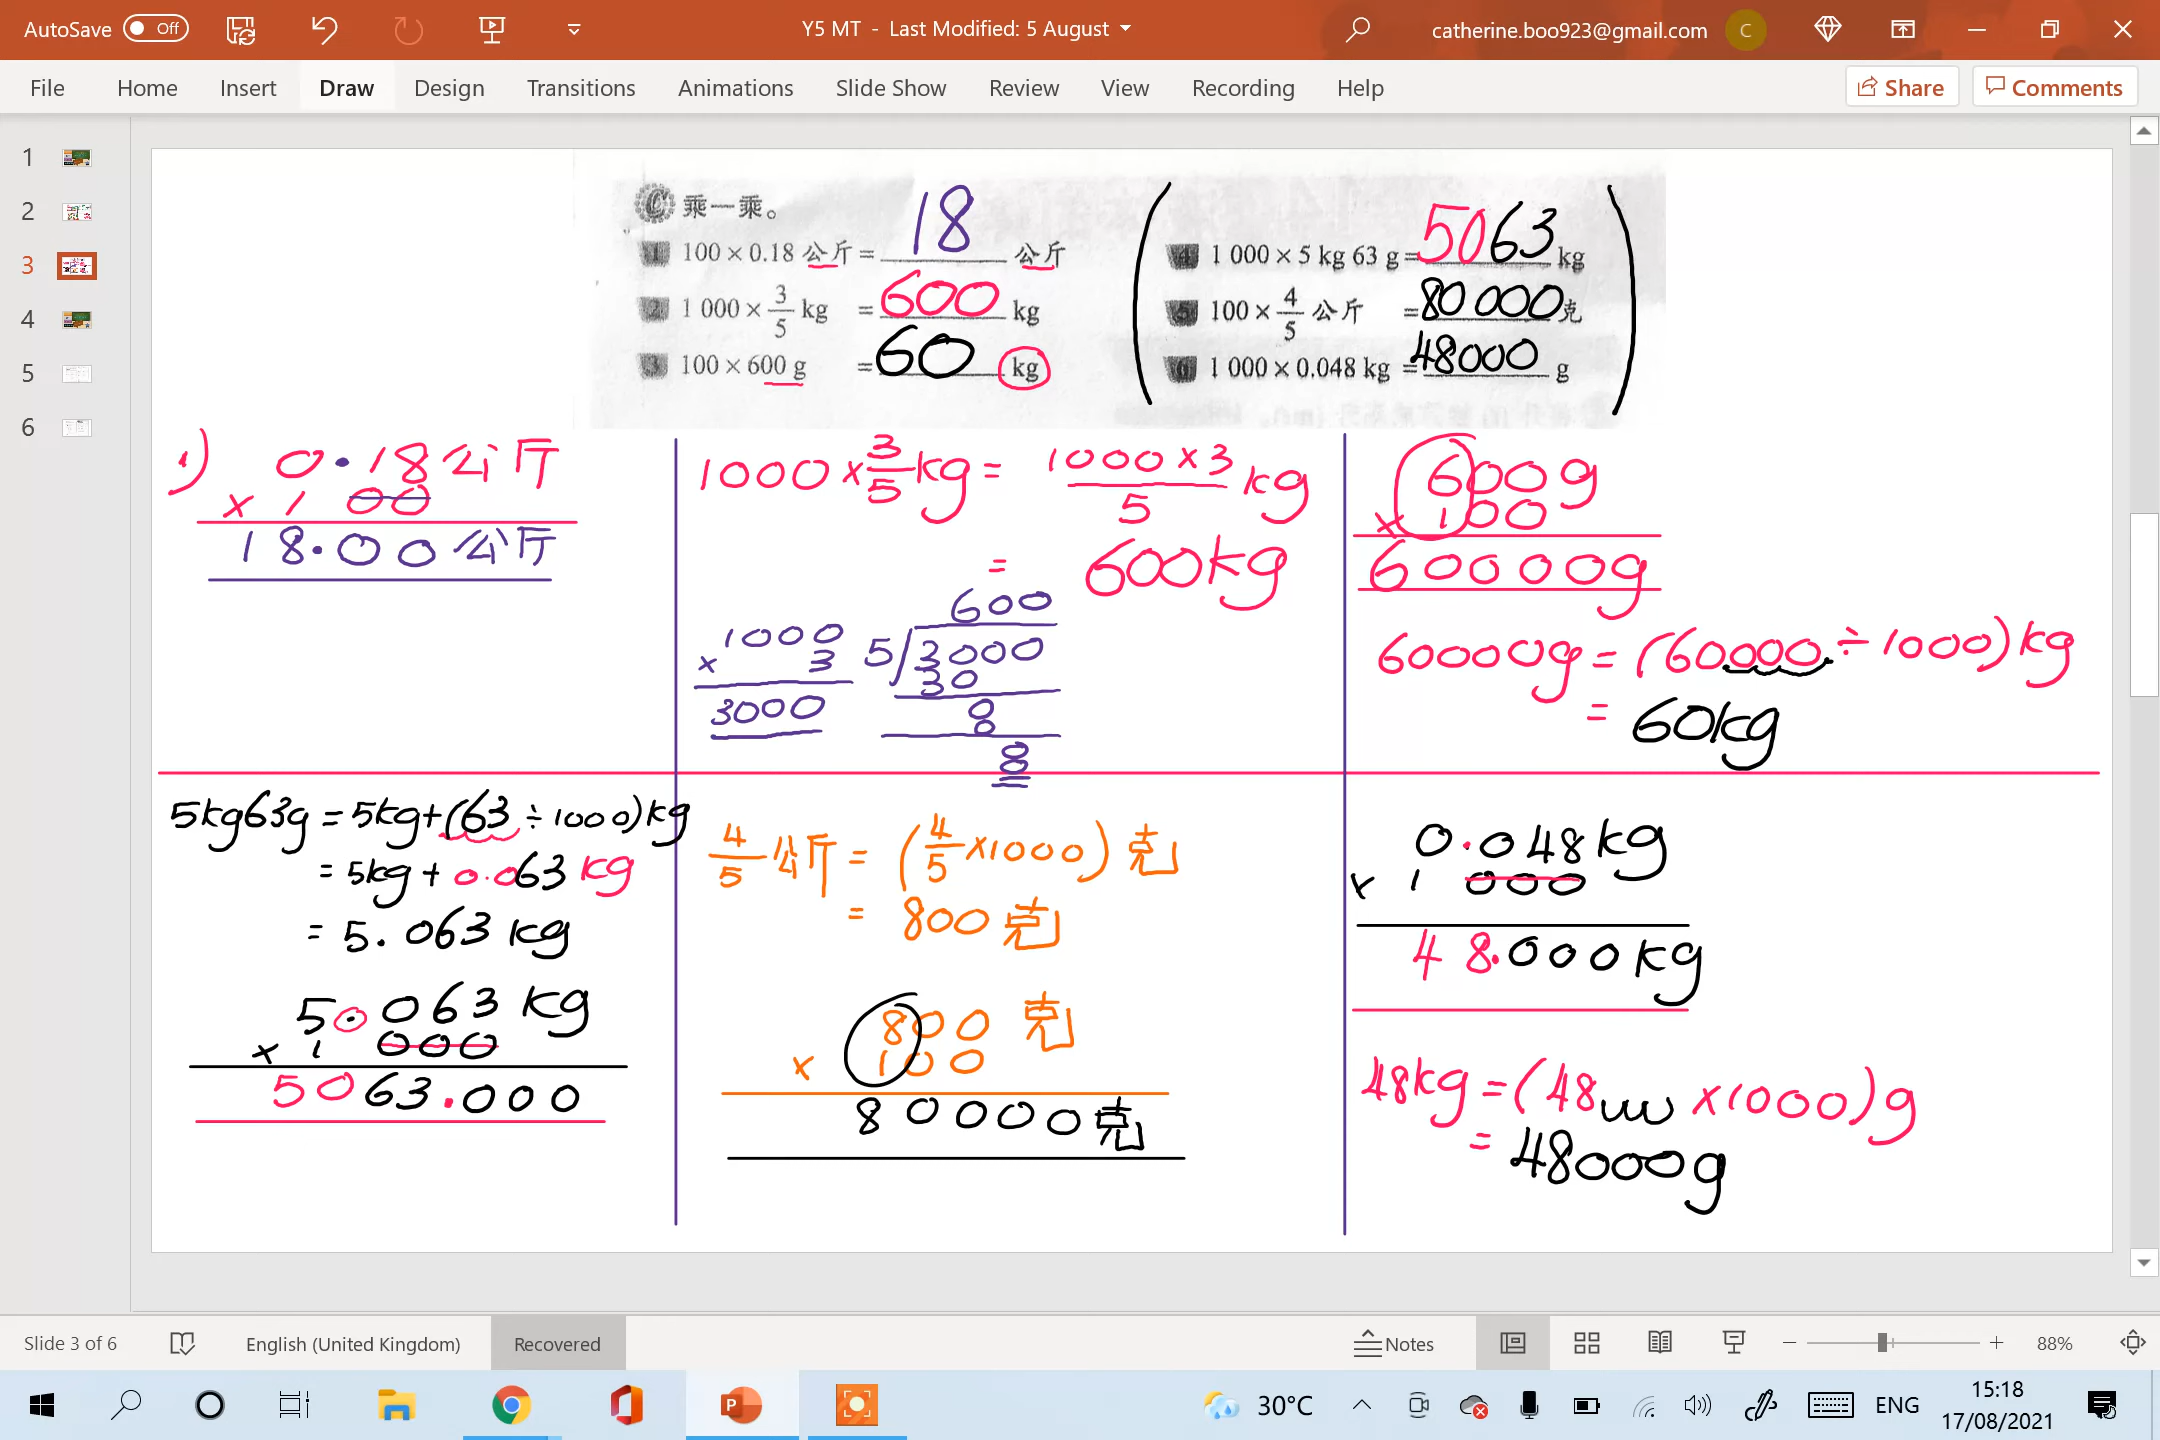 AutoSave Off Y5 MT - Last Modified: 5 August catherine.boo923@gmail.com C
File Home Insert Draw Design Transitions Animations Slide Show Review View Recording Help Share Comments
1
2
3
4
5
6
C 乘一乘。
1 100 × 0.18 公斤 = 18 公斤
2 1 000 × 3/5 kg = 600 kg
3 100 × 600 g = 60 kg
4 1 000 × 5 kg 63 g = 5063 kg
5 100 × 4/5 公斤 = 80 000 克
6 1 000 × 0.048 kg = 48000 g
1) 0.18 公斤
× 1 00
18.00 公斤
1000 × 3/5 kg = 1000 × 3 / 5 kg
= 600kg
1000
× 3
3000
600
5 3000
30
0
0
0
0
600g
× 100
60000g
60000g = (60000 ÷ 1000) kg
= 60kg
5kg63g = 5kg + (63 ÷ 1000) kg
= 5kg + 0.063 kg
= 5.063 kg
50.063 kg
× 1 000
5063.000
4/5 公斤 = (4/5 × 1000) 克
= 800 克
800 克
× 100
80000 克
0.048 kg
× 1 000
48.000 kg
48kg = (48 × 1000) g
= 48000g
Slide 3 of 6 English (United Kingdom) Recovered Notes 88%
30°C ENG 15:18
17/08/2021